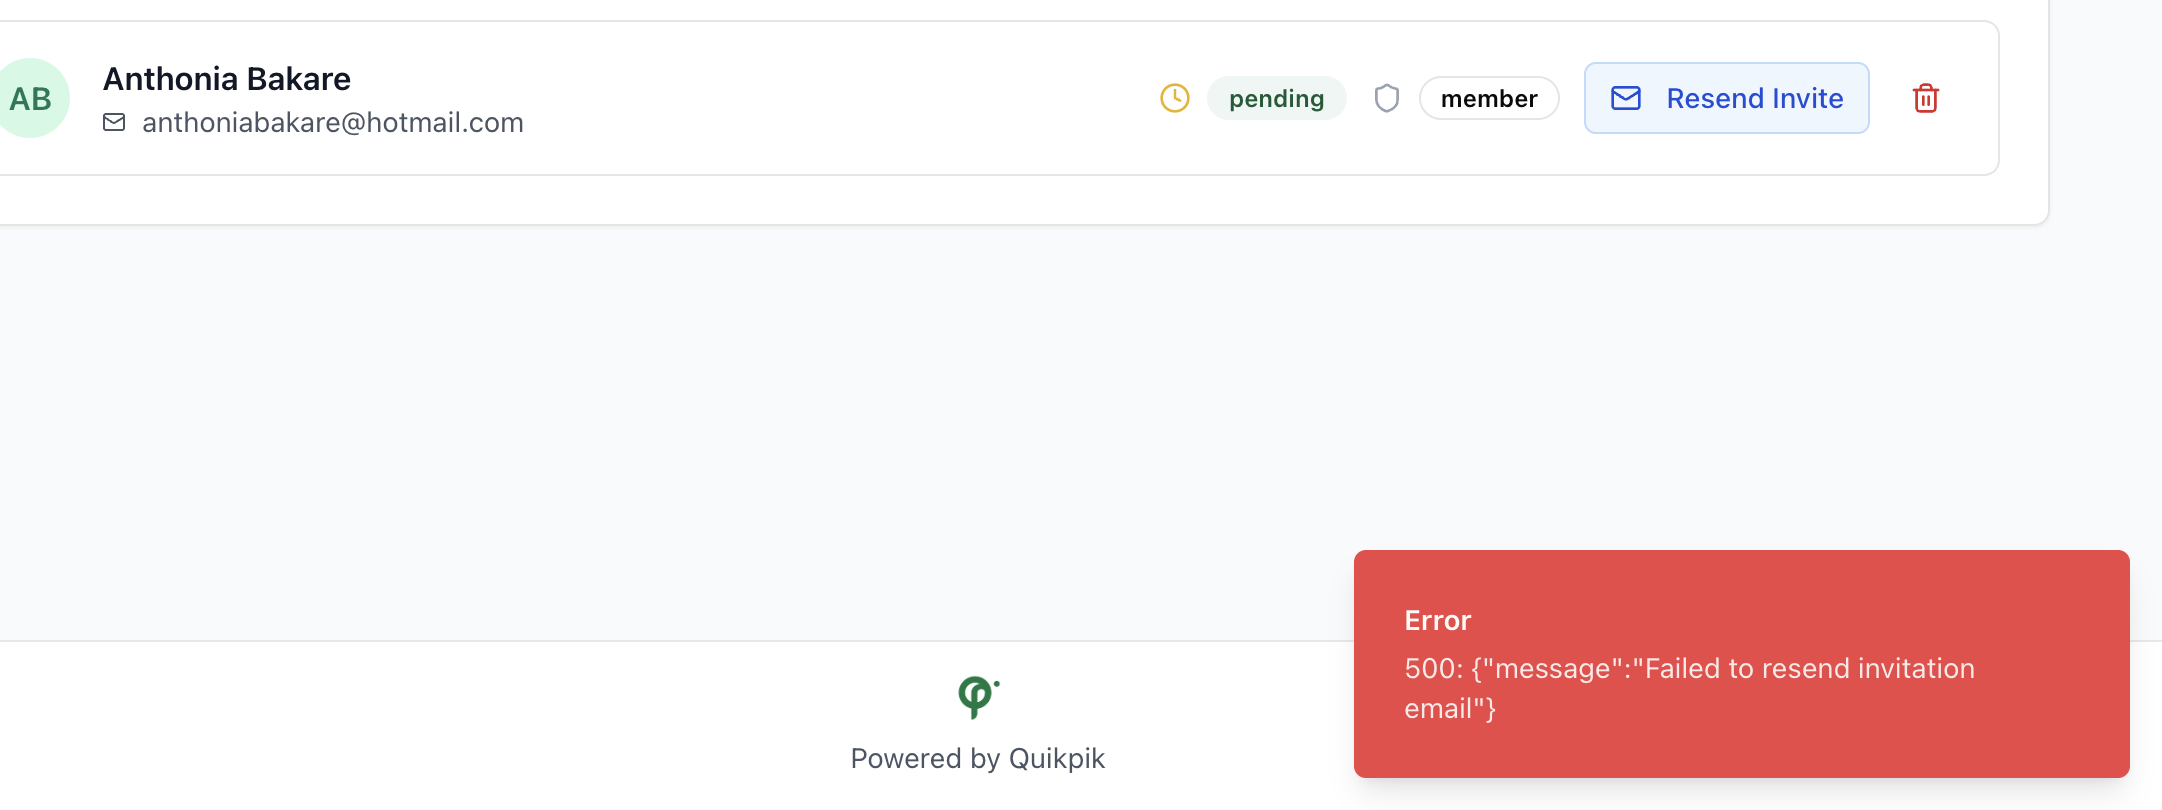 AB
Anthonia Bakare
anthoniabakare@hotmail.com
pending
member
Resend Invite
Error
500: {"message":"Failed to resend invitation
email"}
Powered by Quikpik